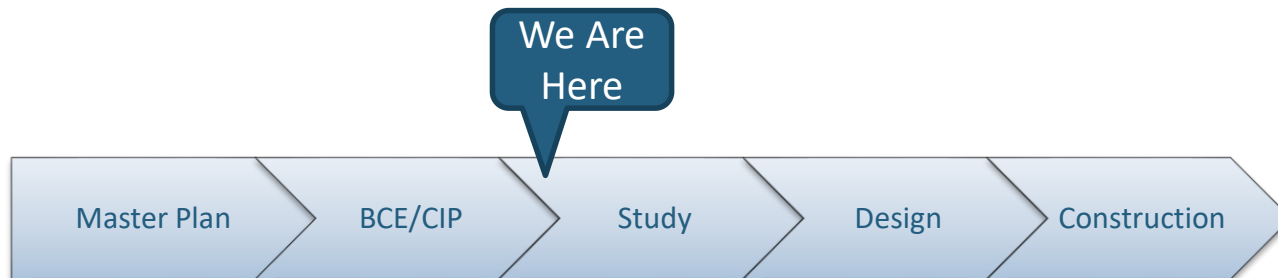 We Are
Here
Master Plan
BCE/CIP
Study
Design
Construction